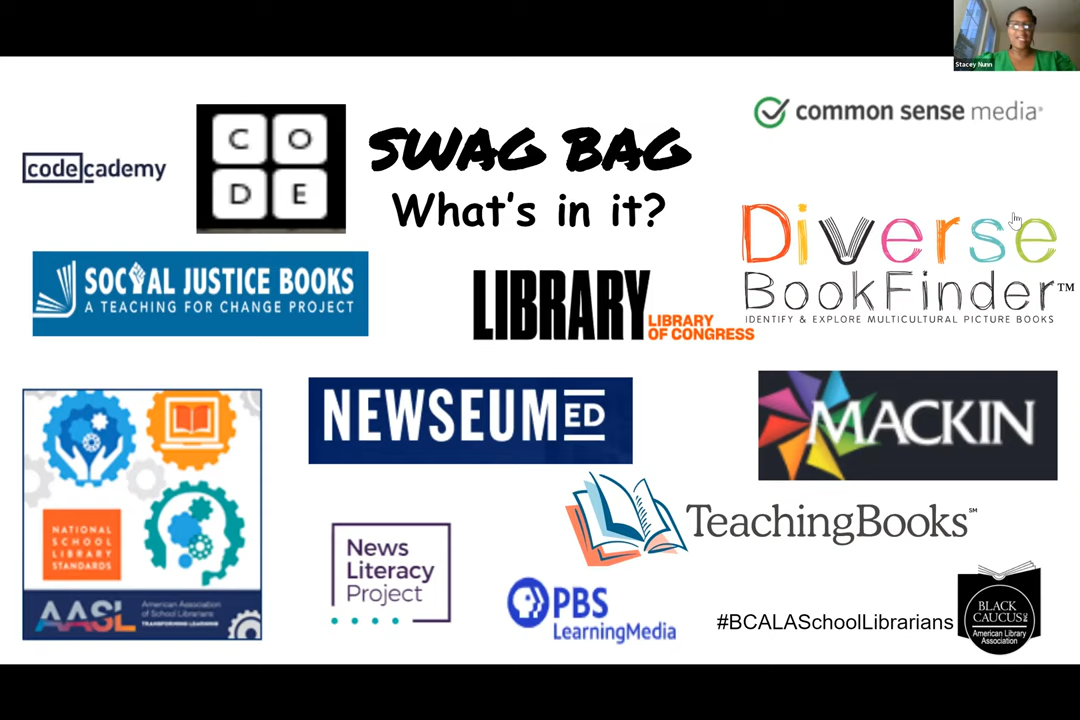 Stacey Nunn
SWAG BAG
What's in it?
codecademy
C O
D E
common sense media®
SOCIAL JUSTICE BOOKS
A TEACHING FOR CHANGE PROJECT
LIBRARY
LIBRARY
OF CONGRESS
Diverse
BookFinder™
IDENTIFY & EXPLORE MULTICULTURAL PICTURE BOOKS
NEWSEUMED
MACKIN
NATIONAL
SCHOOL
LIBRARY
STANDARDS
AASL
American Association
of School Librarians
TRANSFORMING LEARNING
News
Literacy
Project
TeachingBooks℠
PBS
LearningMedia
#BCALASchoolLibrarians
BLACK
CAUCUS
American Library
Association